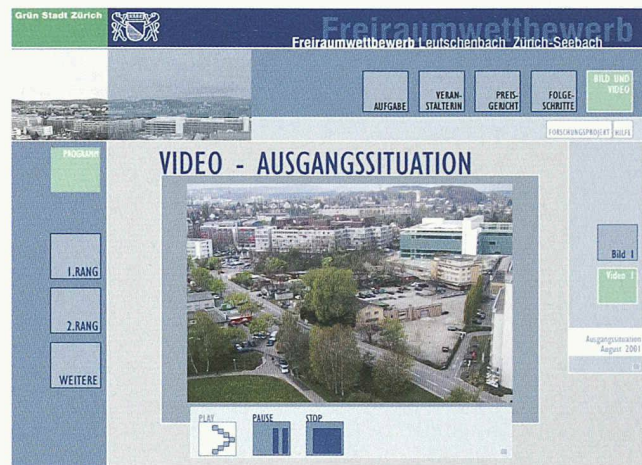 Grün Stadt Zürich
Freiraumwettbewerb
Freiraumwettbewerb Leutschenbach Zürich-Seebach
AUFGABE
VERAN-
STALTERIN
PREIS-
GERICHT
FOLGE-
SCHRITTE
BILD UND
VIDEO
FORSCHUNGSPROJEKT HILFE
PROGRAMM
VIDEO - AUSGANGSSITUATION
1.RANG
2.RANG
WEITERE
Bild 1
Video 1
Ausgangssituation
August 2001
PLAY
PAUSE
STOP